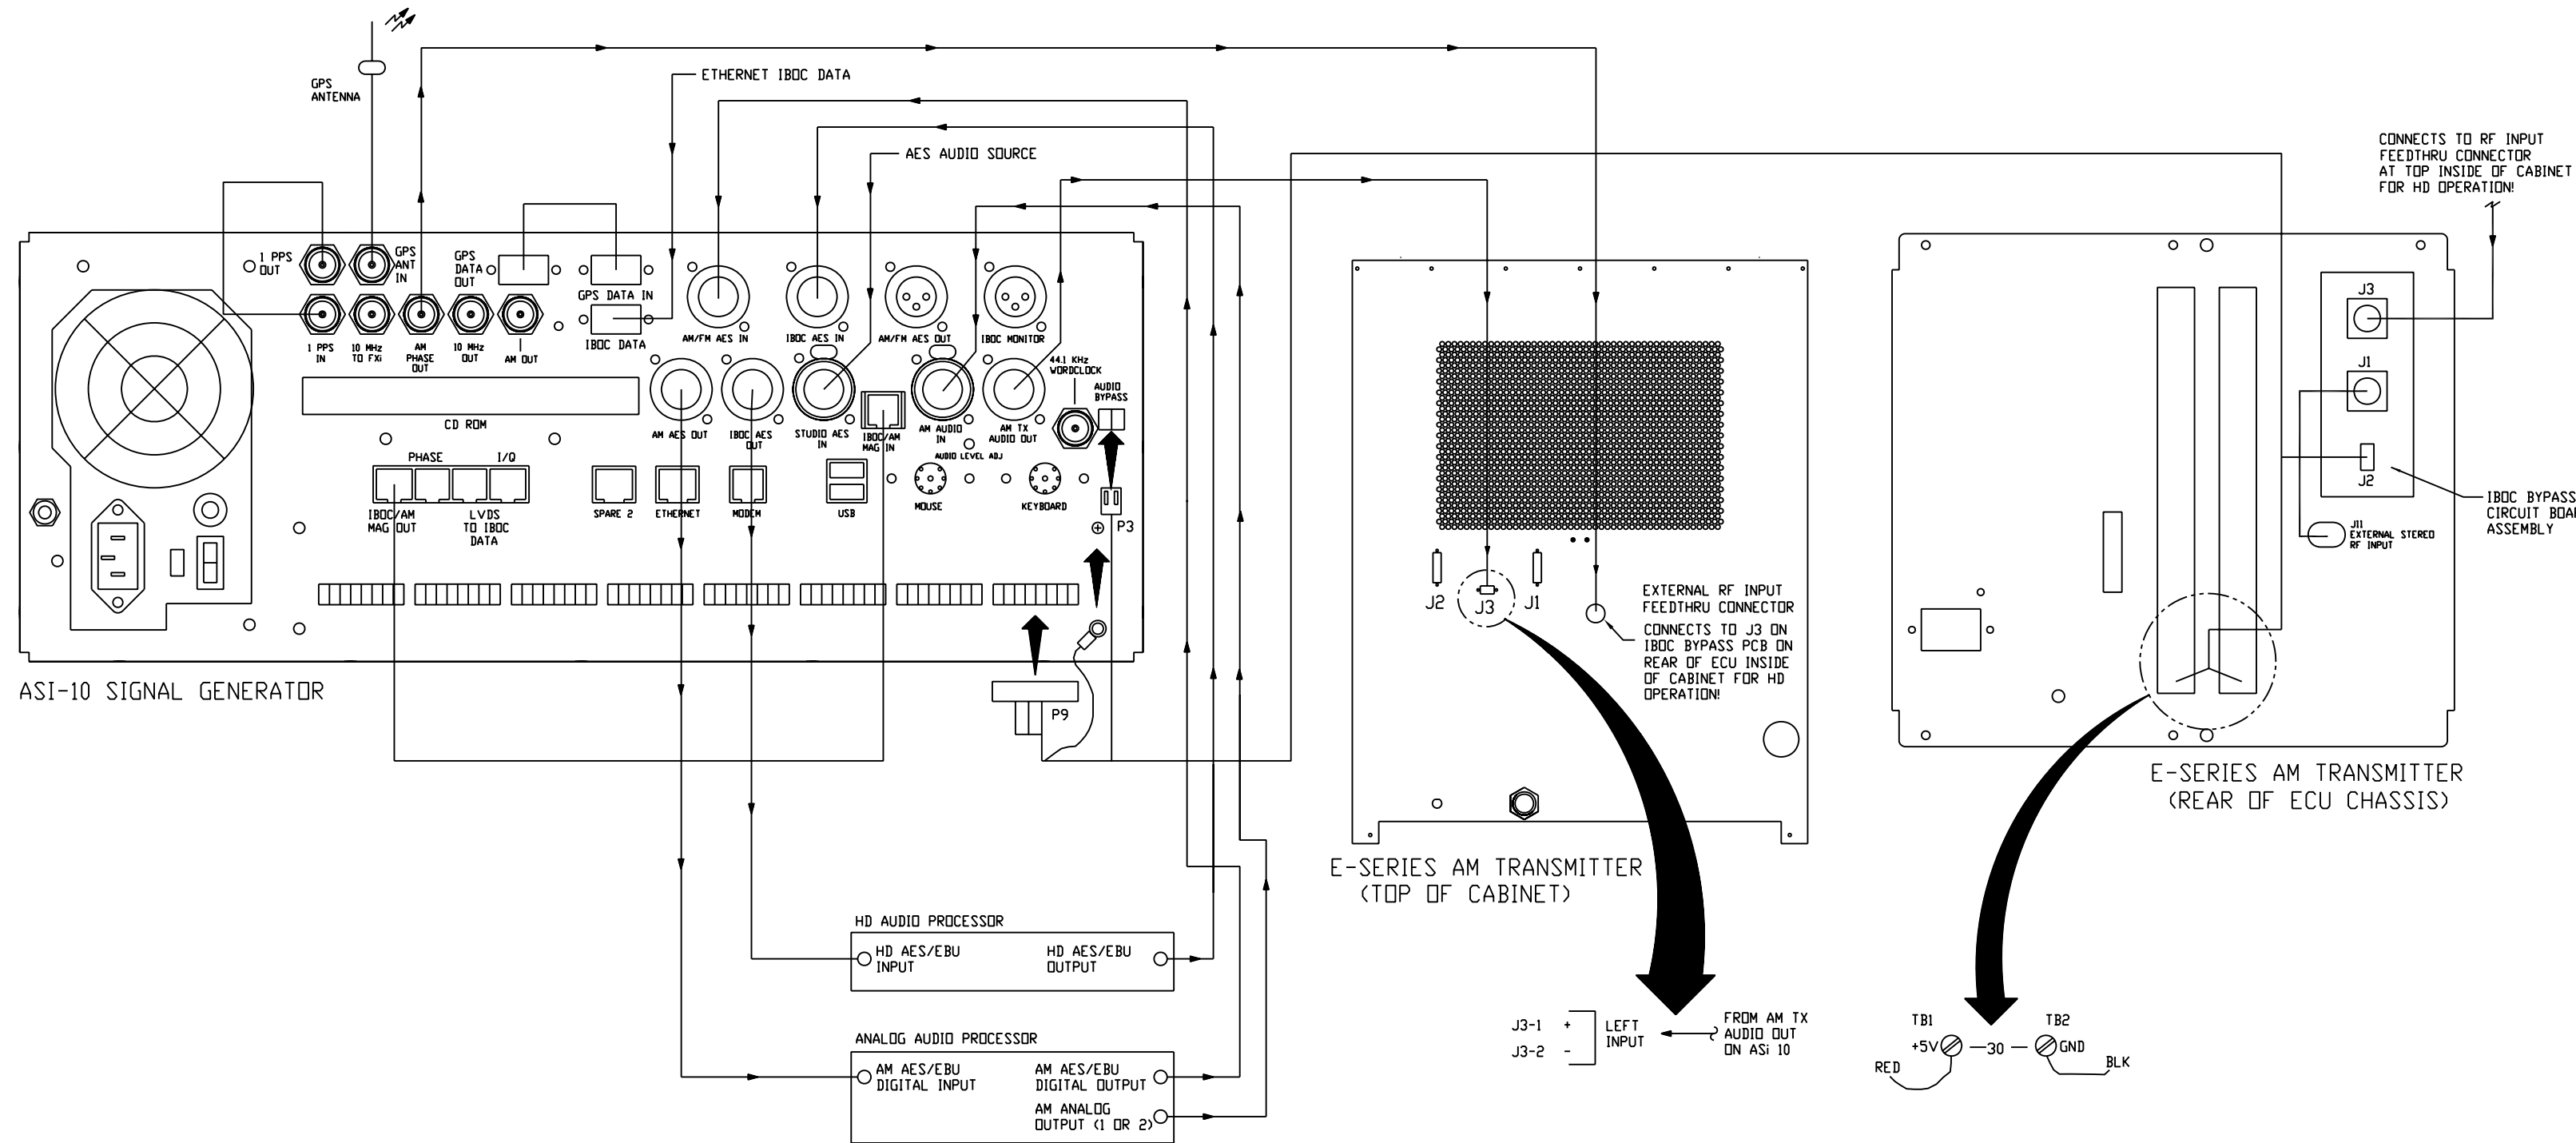 GPS
ANTENNA
ETHERNET IBOC DATA
AES AUDIO SOURCE
CONNECTS TO RF INPUT
FEEDTHRU CONNECTOR
AT TOP INSIDE OF CABINET
FOR HD OPERATION!
1 PPS
OUT
GPS
ANT
IN
GPS
DATA
OUT
GPS DATA IN
IBOC DATA
1 PPS
IN
10 MHz
TO FXi
AM
PHASE
OUT
10 MHz
OUT
AM OUT
AM/FM AES IN
IBOC AES IN
AM/FM AES OUT
IBOC MONITOR
44.1 KHz
WORDCLOCK
AUDIO
BYPASS
CD ROM
AM AES OUT
IBOC AES
OUT
STUDIO AES
IN
IBOC/AM
MAG IN
AM AUDIO
IN
AM TX
AUDIO OUT
AUDIO LEVEL ADJ
PHASE
I/Q
IBOC/AM
MAG OUT
LVDS
TO IBOC
DATA
SPARE 2
ETHERNET
MODEM
USB
MOUSE
KEYBOARD
P3
P9
ASI-10 SIGNAL GENERATOR
J2
J3
J1
EXTERNAL RF INPUT
FEEDTHRU CONNECTOR
CONNECTS TO J3 ON
IBOC BYPASS PCB ON
REAR OF ECU INSIDE
OF CABINET FOR HD
OPERATION!
E-SERIES AM TRANSMITTER
(TOP OF CABINET)
J3
J1
J2
IBOC BYPASS
CIRCUIT BOA
ASSEMBLY
J11
EXTERNAL STEREO
RF INPUT
E-SERIES AM TRANSMITTER
(REAR OF ECU CHASSIS)
HD AUDIO PROCESSOR
HD AES/EBU
INPUT
HD AES/EBU
OUTPUT
ANALOG AUDIO PROCESSOR
AM AES/EBU
DIGITAL INPUT
AM AES/EBU
DIGITAL OUTPUT
AM ANALOG
OUTPUT (1 OR 2)
J3-1 +
J3-2 -
LEFT
INPUT
FROM AM TX
AUDIO OUT
ON ASi 10
TB1
TB2
+5V
30
GND
RED
BLK